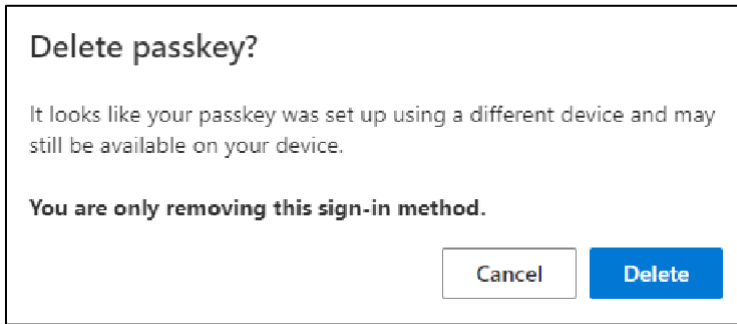 Delete passkey?
It looks like your passkey was set up using a different device and may
still be available on your device.
You are only removing this sign-in method.
Cancel
Delete